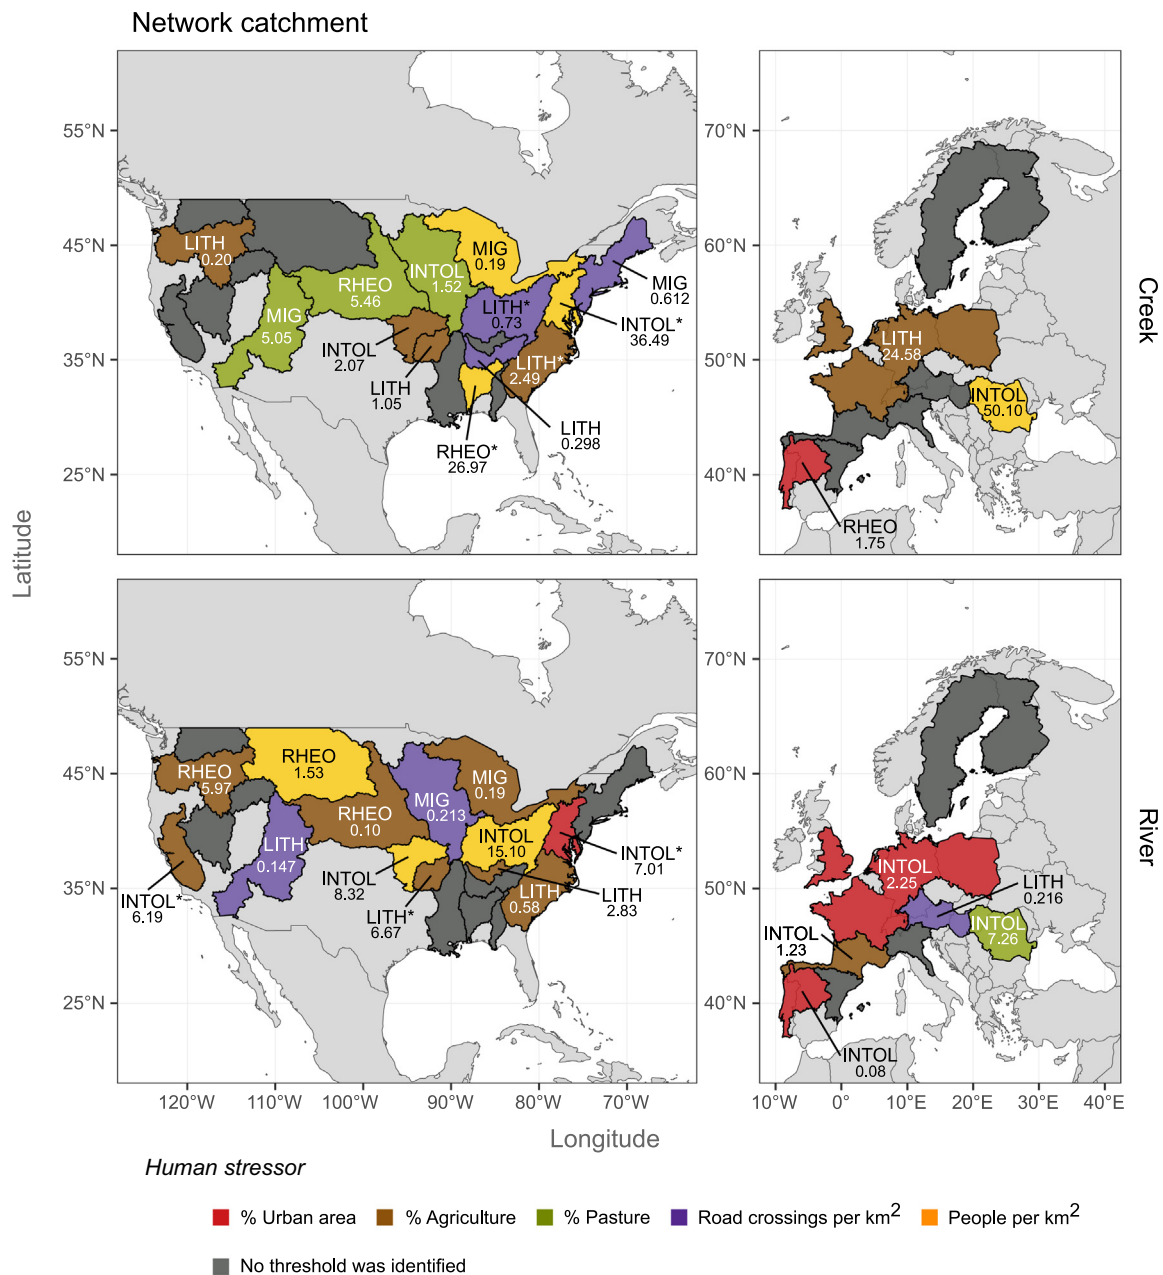 Network catchment
55°N
45°N
35°N
25°N
LITH
0.20
MIG
5.05
RHEO
5.46
INTOL
1.52
MIG
0.19
LITH*
0.73
MIG
0.612
INTOL*
36.49
LITH*
2.49
INTOL
2.07
LITH
1.05
LITH
0.298
RHEO*
26.97
70°N
60°N
50°N
40°N
LITH
24.58
INTOL
50.10
RHEO
1.75
Creek
Latitude
55°N
45°N
35°N
25°N
RHEO
5.97
RHEO
1.53
RHEO
0.10
MIG
0.213
MIG
0.19
LITH
0.147
INTOL
15.10
INTOL*
7.01
INTOL*
6.19
INTOL
8.32
LITH*
6.67
LITH
0.58
LITH
2.83
120°W
110°W
100°W
90°W
80°W
70°W
70°N
60°N
50°N
40°N
INTOL
2.25
LITH
0.216
INTOL
7.26
INTOL
1.23
INTOL
0.08
10°W
0°
10°E
20°E
30°E
40°E
River
Longitude
Human stressor
% Urban area
% Agriculture
% Pasture
Road crossings per km²
People per km²
No threshold was identified